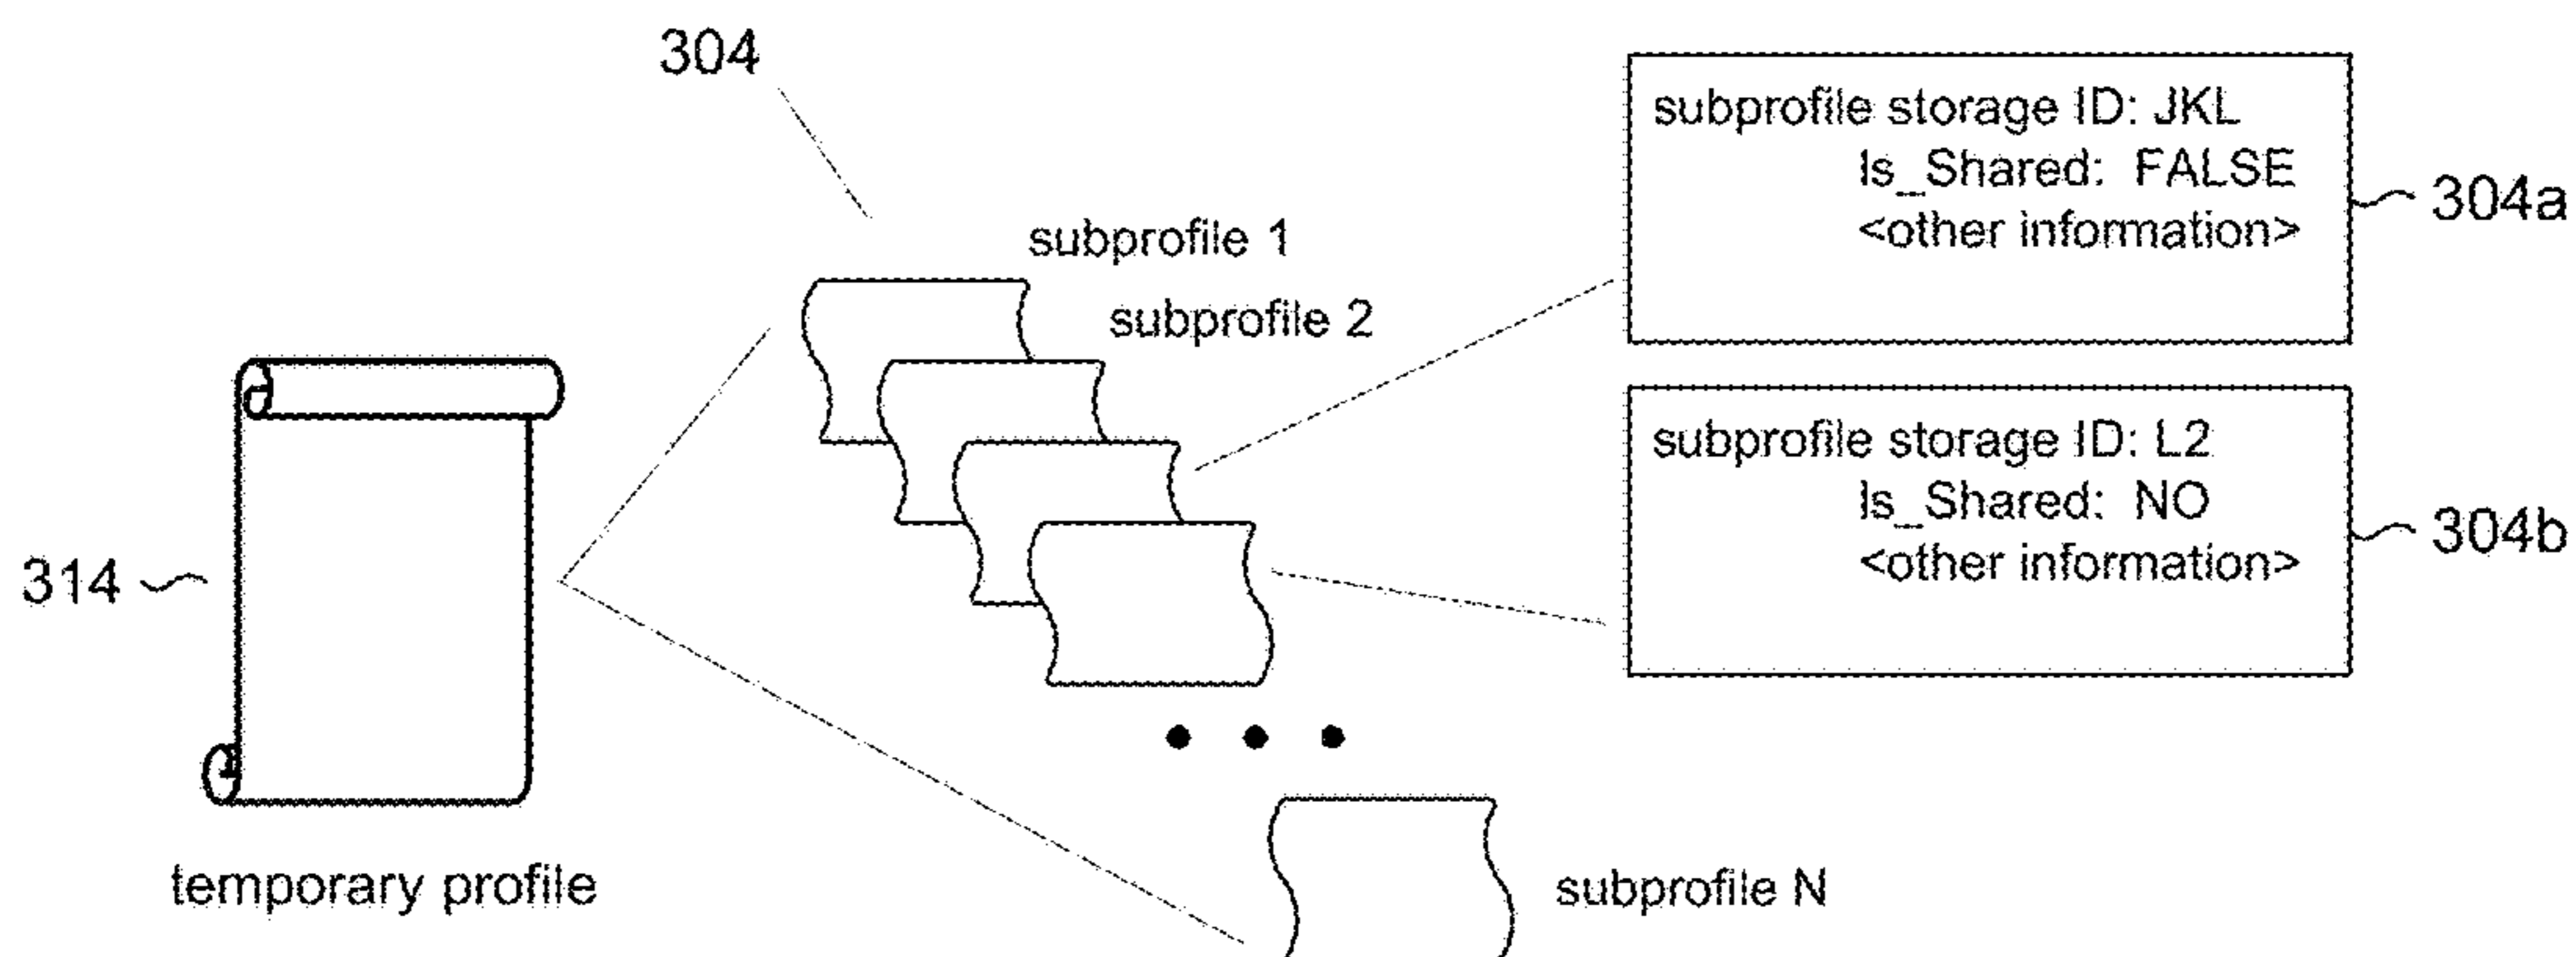 304
subprofile 1
subprofile 2
subprofile storage ID: JKL
Is_Shared: FALSE
<other information>
304a
subprofile storage ID: L2
Is_Shared: NO
<other information>
304b
314
temporary profile
subprofile N